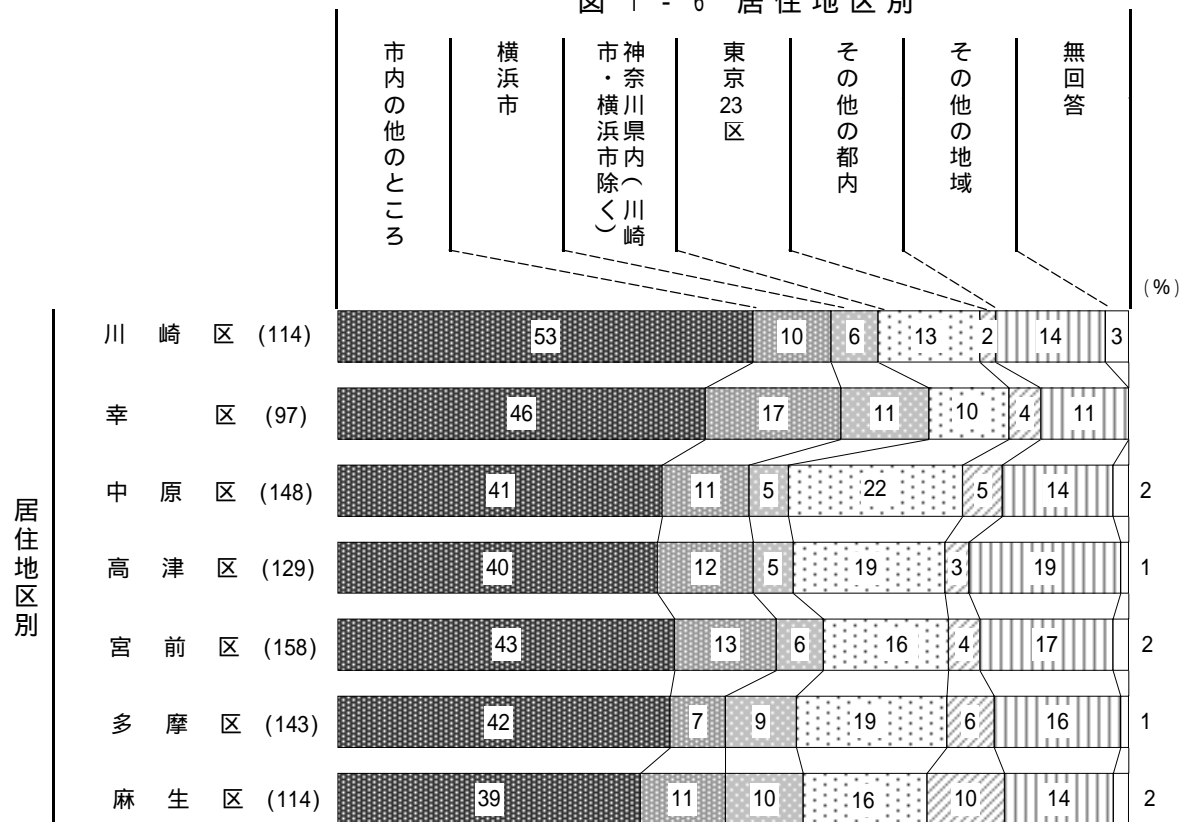 図 1 - 6 居住地区別
市内の他のところ
横浜市
神奈川県内(川崎
市・横浜市除く)
東京23区
その他の都内
その他の地域
無回答
(%)
居住地区別
川崎区 (114) 53 10 6 13 2 14 3
幸区 (97) 46 17 11 10 4 11
中原区 (148) 41 11 5 22 5 14 2
高津区 (129) 40 12 5 19 3 19 1
宮前区 (158) 43 13 6 16 4 17 2
多摩区 (143) 42 7 9 19 6 16 1
麻生区 (114) 39 11 10 16 10 14 2